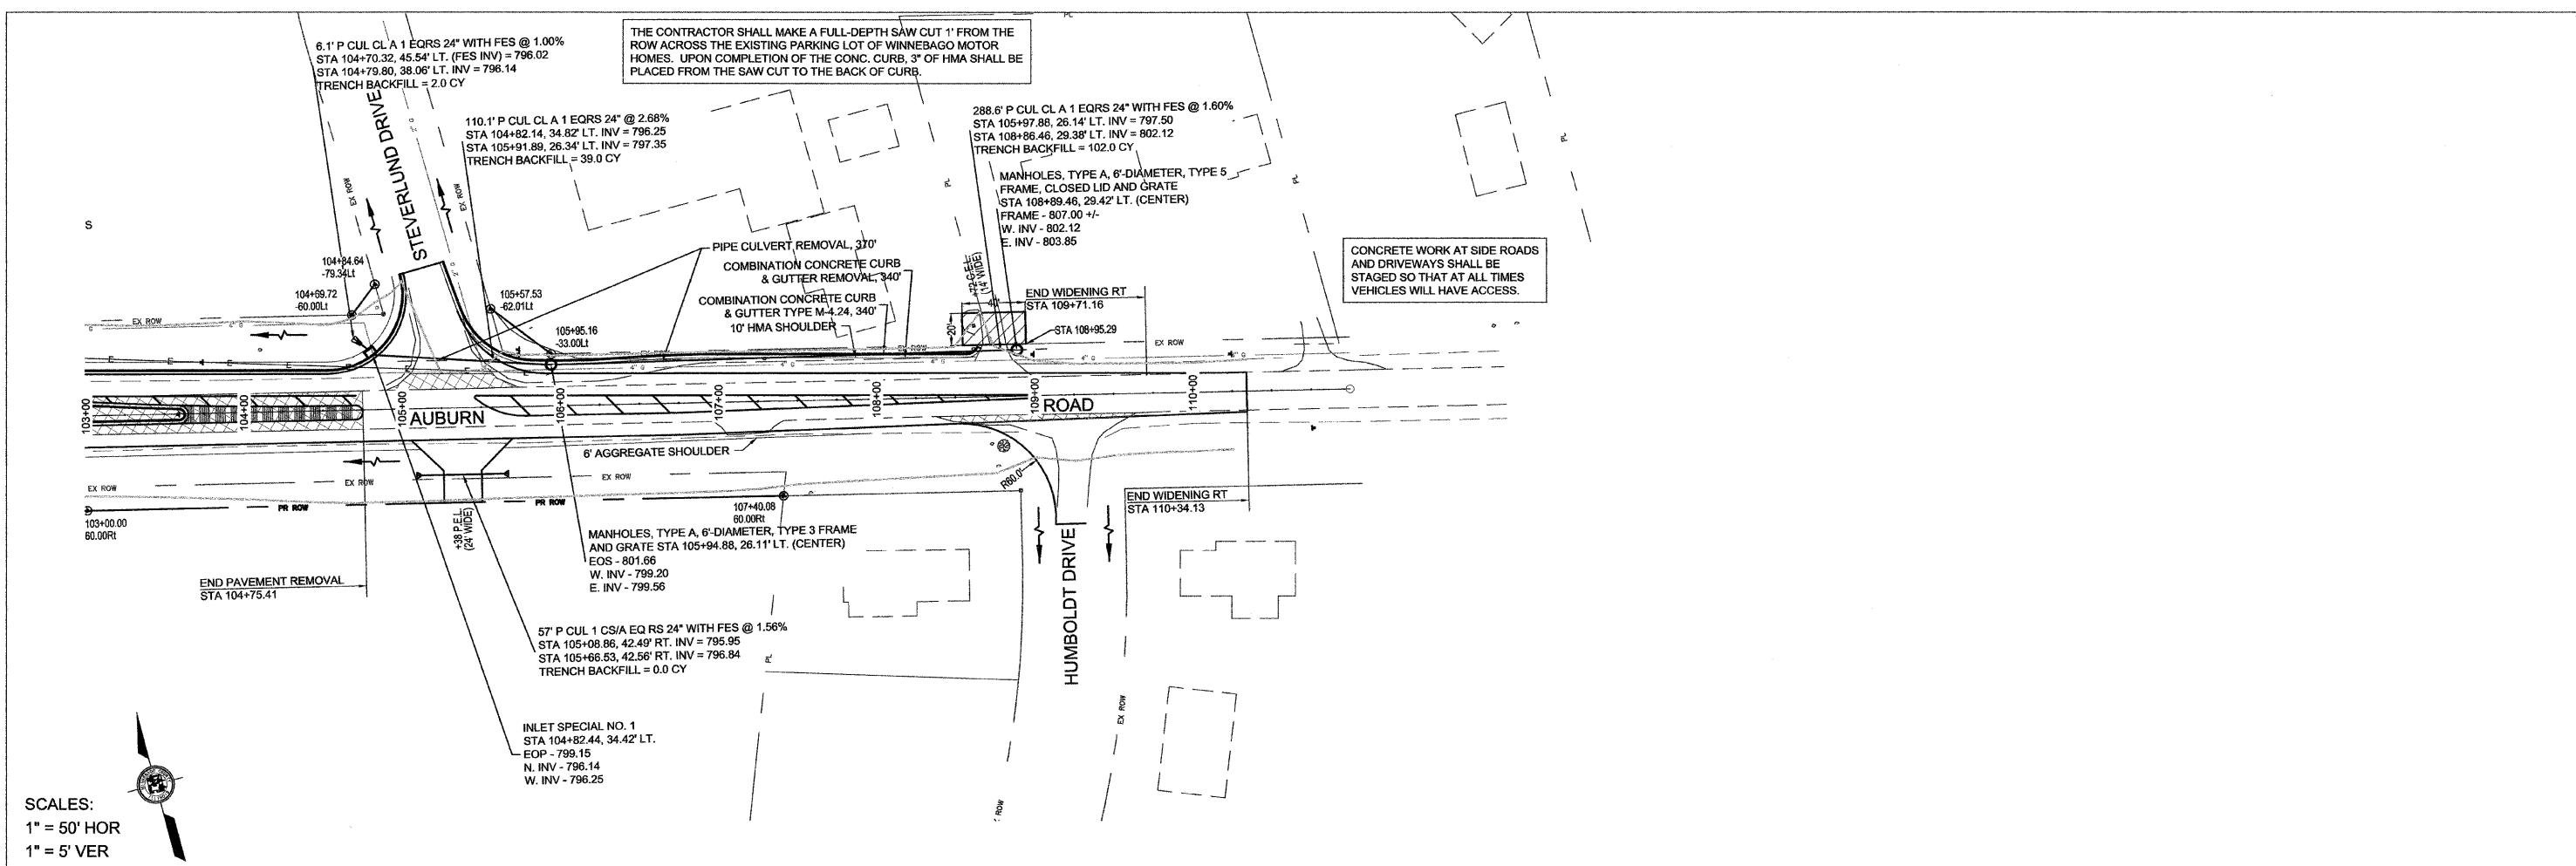 6.1' P CUL CL A 1 EQRS 24" WITH FES @ 1.00%
STA 104+70.32, 45.54' LT. (FES INV) = 796.02
STA 104+79.80, 38.06' LT. INV = 796.14
TRENCH BACKFILL = 2.0 CY
THE CONTRACTOR SHALL MAKE A FULL-DEPTH SAW CUT 1' FROM THE
ROW ACROSS THE EXISTING PARKING LOT OF WINNEBAGO MOTOR
HOMES. UPON COMPLETION OF THE CONC. CURB, 3" OF HMA SHALL BE
PLACED FROM THE SAW CUT TO THE BACK OF CURB.
PL
110.1' P CUL CL A 1 EQRS 24" @ 2.68%
STA 104+82.14, 34.82' LT. INV = 796.25
STA 105+91.89, 26.34' LT. INV = 797.35
TRENCH BACKFILL = 39.0 CY
288.6' P CUL CL A 1 EQRS 24" WITH FES @ 1.60%
STA 105+97.88, 26.14' LT. INV = 797.50
STA 108+86.46, 29.38' LT. INV = 802.12
TRENCH BACKFILL = 102.0 CY
MANHOLES, TYPE A, 6'-DIAMETER, TYPE 5
FRAME, CLOSED LID AND GRATE
STA 108+89.46, 29.42' LT. (CENTER)
FRAME - 807.00 +/-
W. INV - 802.12
E. INV - 803.85
PL
PL
PL
STEVERLUND DRIVE
EX ROW
EX ROW
S
CONCRETE WORK AT SIDE ROADS
AND DRIVEWAYS SHALL BE
STAGED SO THAT AT ALL TIMES
VEHICLES WILL HAVE ACCESS.
PIPE CULVERT REMOVAL, 370'
COMBINATION CONCRETE CURB
& GUTTER REMOVAL, 340'
COMBINATION CONCRETE CURB
& GUTTER TYPE M-4.24, 340'
10' HMA SHOULDER
104+84.64
-79.34Lt
104+69.72
-60.00Lt
105+57.53
-62.01Lt
105+95.16
-33.00Lt
+72 C.E.L.
(14' WIDE)
41'
20'
END WIDENING RT
STA 109+71.16
STA 108+95.29
EX ROW
EX ROW
103+00
104+00
105+00
106+00
107+00
108+00
109+00
110+00
AUBURN
ROAD
6' AGGREGATE SHOULDER
EX ROW
EX ROW
EX ROW
PR ROW
PR ROW
103+00.00
60.00Rt
107+40.08
60.00Rt
R60.0'
END WIDENING RT
STA 110+34.13
+38 P.E.L.
(24' WIDE)
MANHOLES, TYPE A, 6'-DIAMETER, TYPE 3 FRAME
AND GRATE STA 105+94.88, 26.11' LT. (CENTER)
EOS - 801.66
W. INV - 799.20
E. INV - 799.56
END PAVEMENT REMOVAL
STA 104+75.41
HUMBOLDT DRIVE
57' P CUL 1 CS/A EQ RS 24" WITH FES @ 1.56%
STA 105+08.86, 42.49' RT. INV = 795.95
STA 105+66.53, 42.56' RT. INV = 796.84
TRENCH BACKFILL = 0.0 CY
PL
EX ROW
ROW
INLET SPECIAL NO. 1
STA 104+82.44, 34.42' LT.
EOP - 799.15
N. INV - 796.14
W. INV - 796.25
SCALES:
1" = 50' HOR
1" = 5' VER